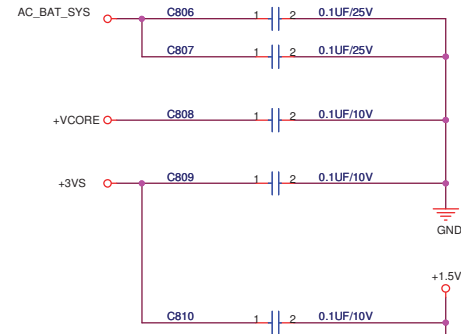 AC_BAT_SYS C806 1 2 0.1UF/25V
C807 1 2 0.1UF/25V
+VCORE C808 1 2 0.1UF/10V
+3VS C809 1 2 0.1UF/10V
GND
+1.5V
C810 1 2 0.1UF/10V